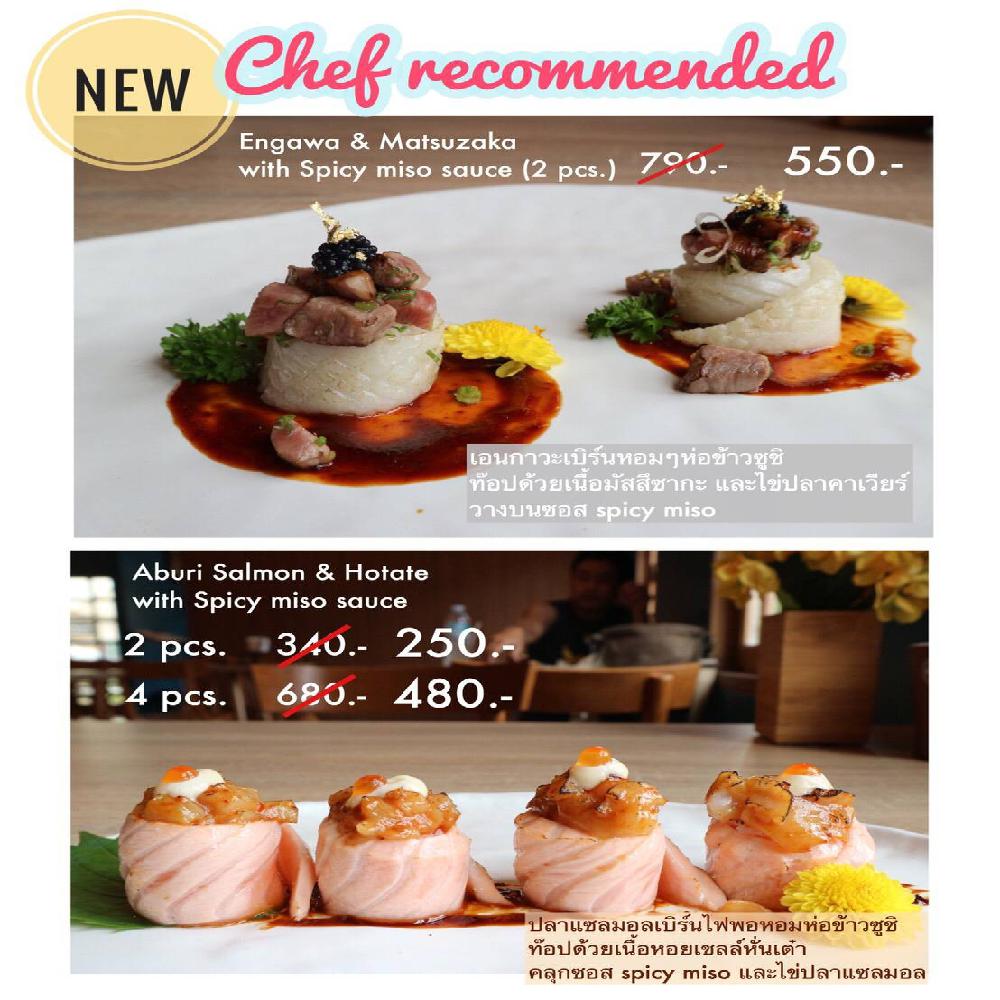 NEW
Chef recommended
Engawa & Matsuzaka
with Spicy miso sauce (2 pcs.) 790.- 550.-
เอนกาวะเบิร์นหอมๆห่อข้าวซูชิ
ท๊อปด้วยเนื้อมัสสึซากะ และไข่ปลาคาเวียร์
วางบนซอส spicy miso
Aburi Salmon & Hotate
with Spicy miso sauce
2 pcs. 340.- 250.-
4 pcs. 680.- 480.-
ปลาแซลมอลเบิร์นไฟพอหอมห่อข้าวซูชิ
ท๊อปด้วยเนื้อหอยเชลล์หั่นเต๋า
คลุกซอส spicy miso และไข่ปลาแซลมอล